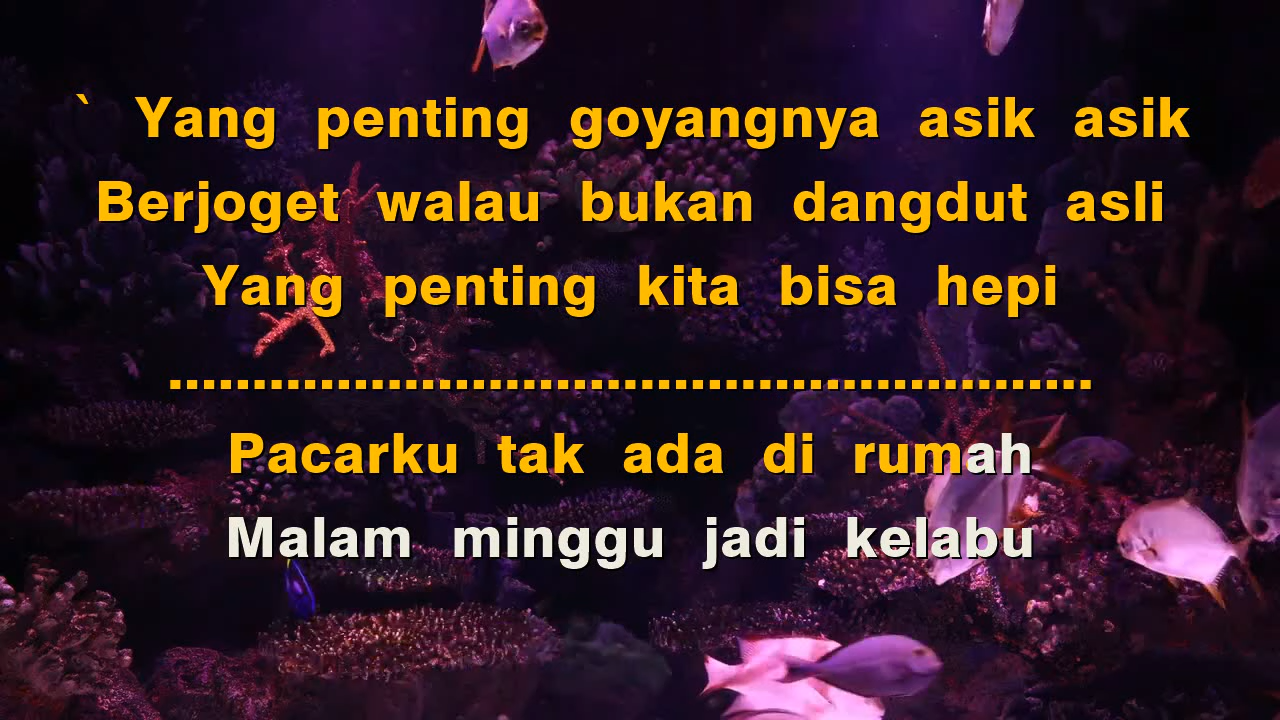 ` Yang penting goyangnya asik asik
Berjoget walau bukan dangdut asli
Yang penting kita bisa hepi
........................................................
Pacarku tak ada di rumah
Malam minggu jadi kelabu